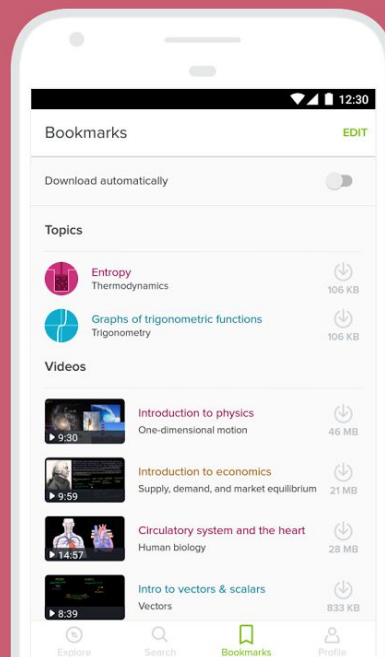 12:30
Bookmarks
EDIT
Download automatically
Topics
Entropy
Thermodynamics
106 KB
Graphs of trigonometric functions
Trigonometry
106 KB
Videos
9:30
Introduction to physics
One-dimensional motion
46 MB
9:59
Introduction to economics
Supply, demand, and market equilibrium
21 MB
14:57
Circulatory system and the heart
Human biology
28 MB
8:39
Intro to vectors & scalars
Vectors
833 KB
Explore
Search
Bookmarks
Profile